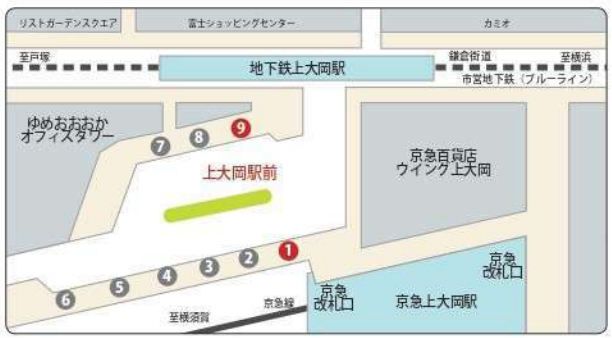 リストガーデンスクエア
富士ショッピングセンター
カミオ
至戸塚
地下鉄上大岡駅
鎌倉街道
至横浜
市営地下鉄（ブルーライン）
ゆめおおおか
オフィスタワー
7
8
9
京急百貨店
ウイング上大岡
上大岡駅前
1
2
3
4
5
6
京急
改札口
京急
改札口
京急上大岡駅
京急線
至横須賀